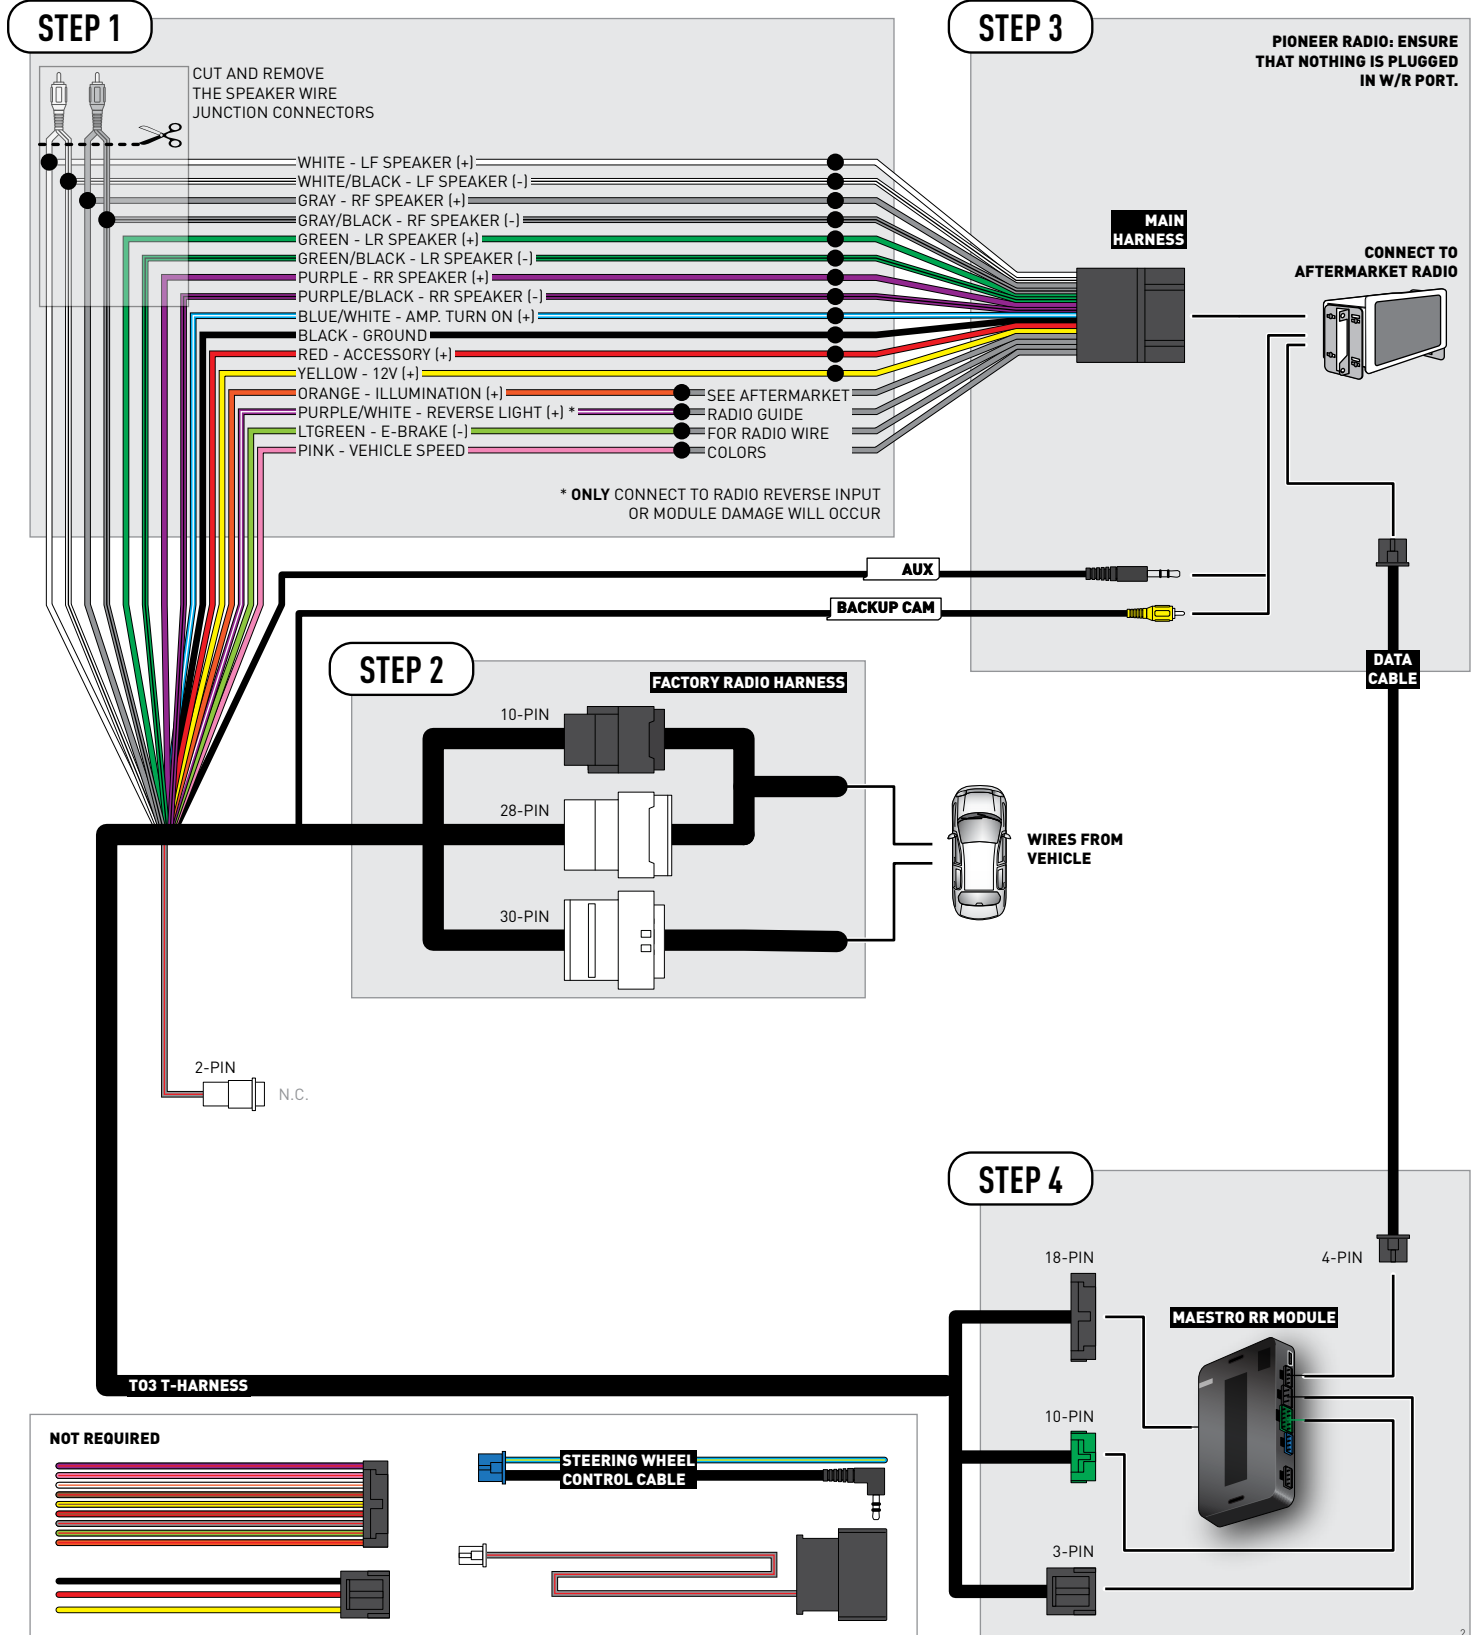 STEP 1
CUT AND REMOVE
THE SPEAKER WIRE
JUNCTION CONNECTORS
WHITE - LF SPEAKER (+)
WHITE/BLACK - LF SPEAKER (-)
GRAY - RF SPEAKER (+)
GRAY/BLACK - RF SPEAKER (-)
GREEN - LR SPEAKER (+)
GREEN/BLACK - LR SPEAKER (-)
PURPLE - RR SPEAKER (+)
PURPLE/BLACK - RR SPEAKER (-)
BLUE/WHITE - AMP. TURN ON (+)
BLACK - GROUND
RED - ACCESSORY (+)
YELLOW - 12V (+)
ORANGE - ILLUMINATION (+)
PURPLE/WHITE - REVERSE LIGHT (+) *
LTGREEN - E-BRAKE (-)
PINK - VEHICLE SPEED
SEE AFTERMARKET
RADIO GUIDE
FOR RADIO WIRE
COLORS
* ONLY CONNECT TO RADIO REVERSE INPUT
OR MODULE DAMAGE WILL OCCUR
STEP 3
PIONEER RADIO: ENSURE
THAT NOTHING IS PLUGGED
IN W/R PORT.
MAIN
HARNESS
CONNECT TO
AFTERMARKET RADIO
AUX
BACKUP CAM
DATA
CABLE
STEP 2
FACTORY RADIO HARNESS
10-PIN
28-PIN
30-PIN
WIRES FROM
VEHICLE
2-PIN
N.C.
STEP 4
18-PIN
4-PIN
MAESTRO RR MODULE
10-PIN
3-PIN
TO3 T-HARNESS
NOT REQUIRED
STEERING WHEEL
CONTROL CABLE
2